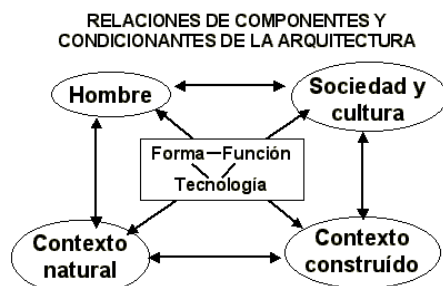 RELACIONES DE COMPONENTES Y
CONDICIONANTES DE LA ARQUITECTURA
Hombre
Sociedad y
cultura
Forma—Función
Tecnología
Contexto
natural
Contexto
construído